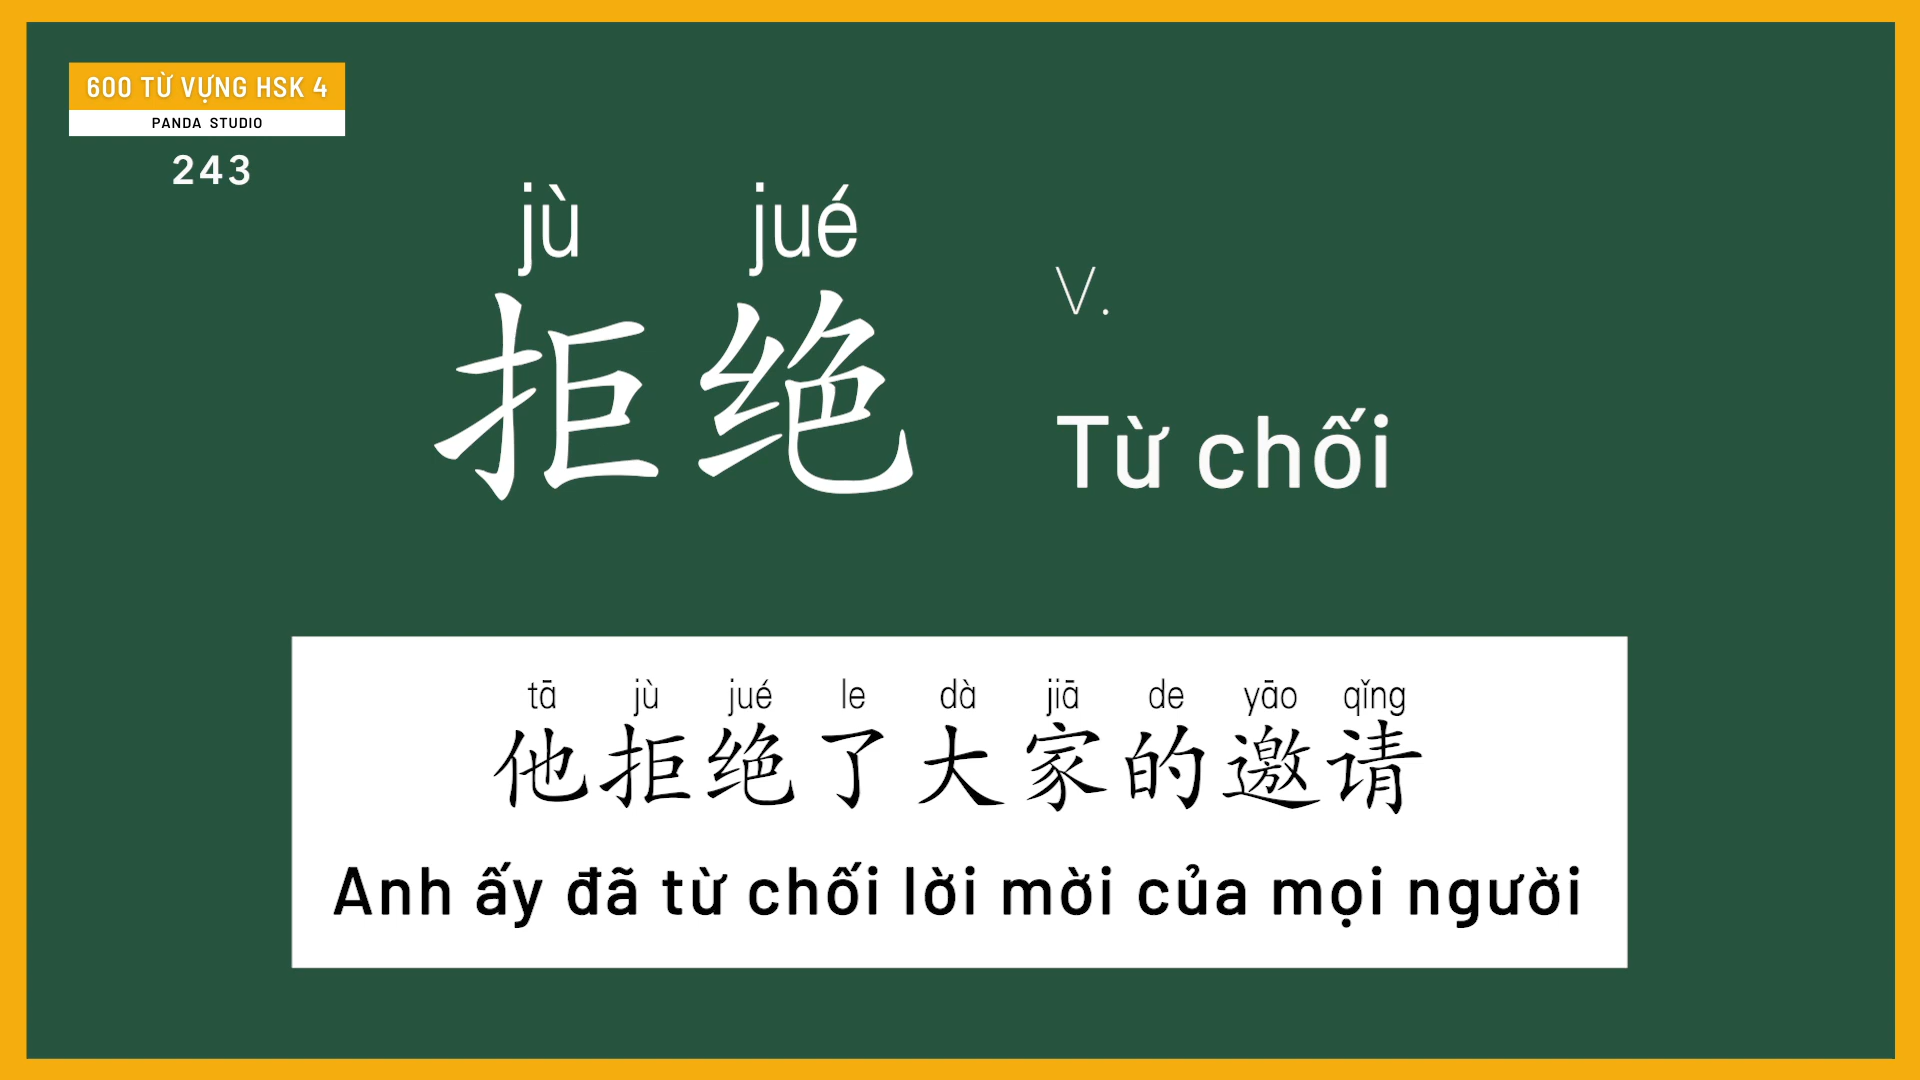 600 TỪ VỰNG HSK 4
PANDA STUDIO
243
jù jué
拒绝
V.
Từ chối
tā jù jué le dà jiā de yāo qǐng
他拒绝了大家的邀请
Anh ấy đã từ chối lời mời của mọi người